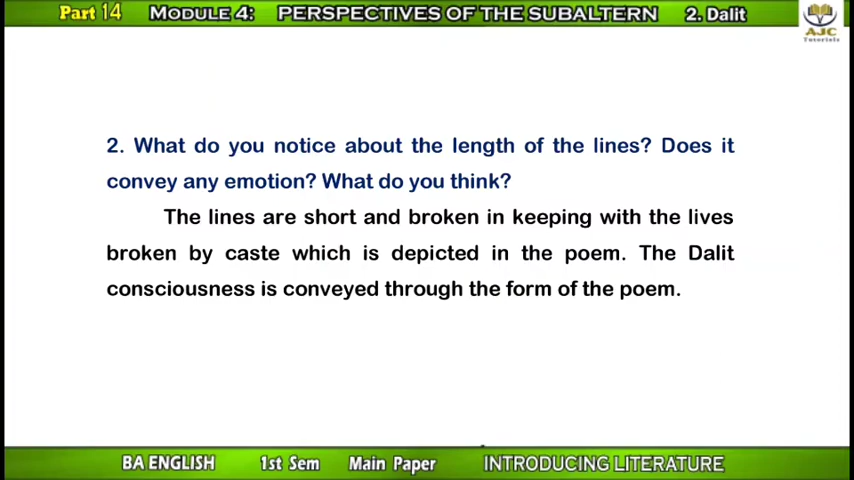 Part 14 MODULE 4: PERSPECTIVES OF THE SUBALTERN 2. Dalit
AJC
Tutorials
2. What do you notice about the length of the lines? Does it
convey any emotion? What do you think?
The lines are short and broken in keeping with the lives
broken by caste which is depicted in the poem. The Dalit
consciousness is conveyed through the form of the poem.
BA ENGLISH 1st Sem Main Paper INTRODUCING LITERATURE